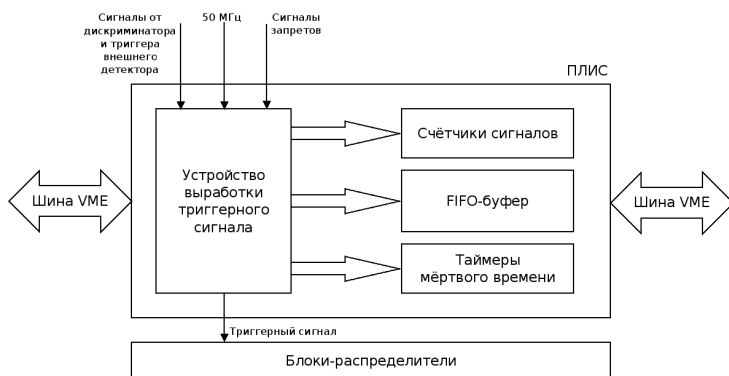 Сигналы от
дискриминатора
и триггера
внешнего
детектора
50 МГц
Сигналы
запретов
ПЛИС
Устройство
выработки
триггерного
сигнала
Счётчики сигналов
FIFO-буфер
Таймеры
мёртвого времени
Шина VME
Шина VME
Триггерный сигнал
Блоки-распределители